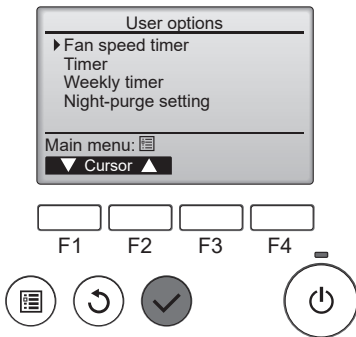 User options
Fan speed timer
Timer
Weekly timer
Night-purge setting
Main menu:
Cursor
F1 F2 F3 F4